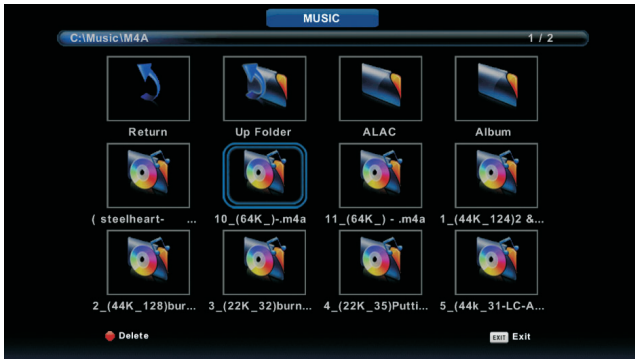 MUSIC
C:\Music\M4A 1 / 2
Return Up Folder ALAC Album
( steelheart- ... 10_(64K_)-.m4a 11_(64K_) - .m4a 1_(44K_124)2 &...
2_(44K_128)bur... 3_(22K_32)burn... 4_(22K_35)Putti... 5_(44k_31-LC-A...
Delete EXIT Exit